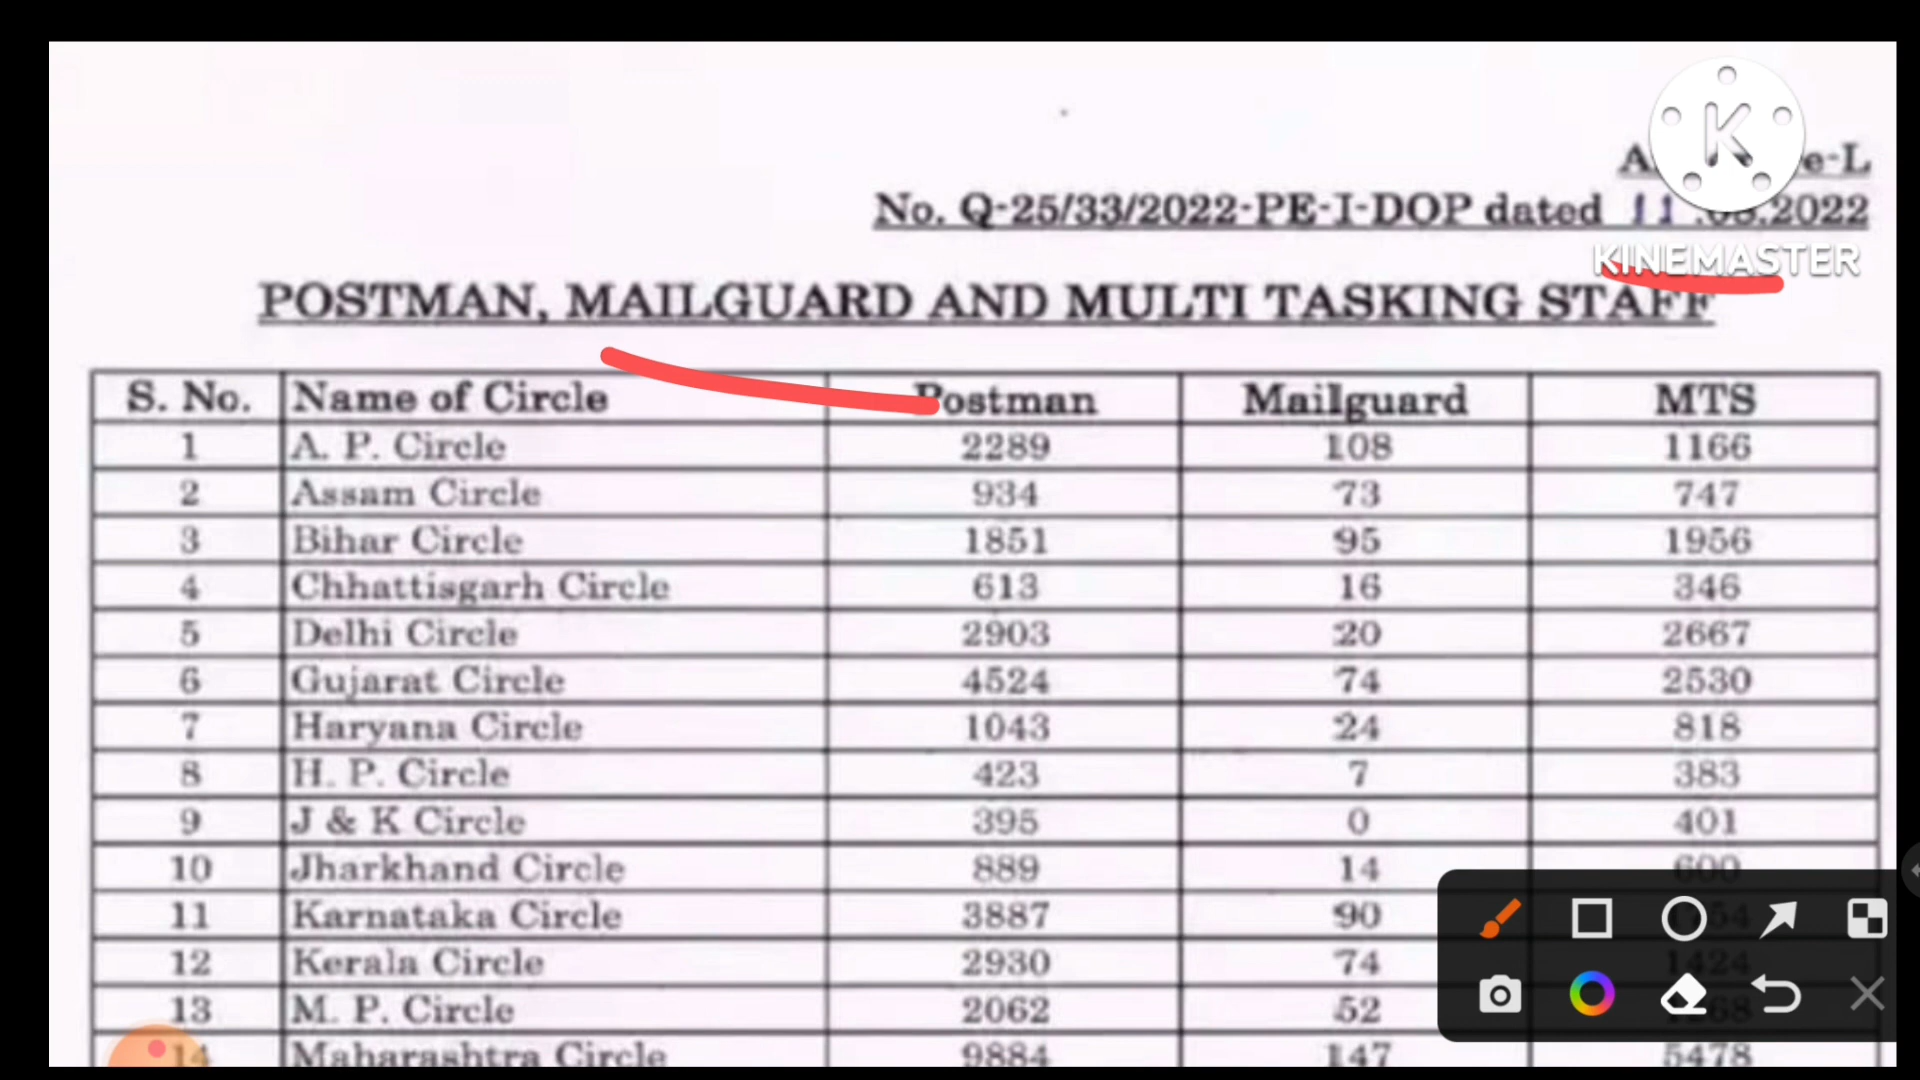 No. Q-25/33/2022-PE-I-DOP dated 11 .2022
KINEMASTER
POSTMAN, MAILGUARD AND MULTI TASKING STAFF
S. No. Name of Circle Postman Mailguard MTS
1 A. P. Circle 2289 108 1166
2 Assam Circle 934 73 747
3 Bihar Circle 1851 95 1956
4 Chhattisgarh Circle 613 16 346
5 Delhi Circle 2903 20 2667
6 Gujarat Circle 4524 74 2530
7 Haryana Circle 1043 24 818
8 H. P. Circle 423 7 383
9 J & K Circle 395 0 401
10 Jharkhand Circle 889 14 600
11 Karnataka Circle 3887 90
12 Kerala Circle 2930 74 1424
13 M. P. Circle 2062 52
14 Maharashtra Circle 9884 147 5478